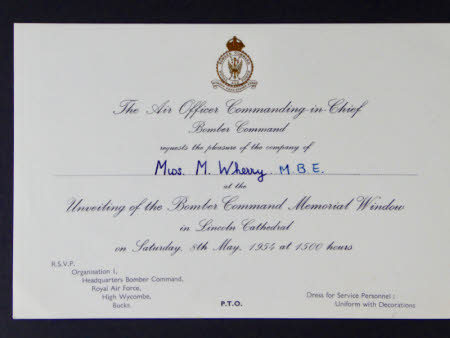 The Air Officer Commanding-in-Chief
Bomber Command
requests the pleasure of the company of
Mrs. M. Wherry. M.B.E.
at the
Unveiling of the Bomber Command Memorial Window
in Lincoln Cathedral
on Saturday, 8th May, 1954 at 1500 hours
R.S.V.P.
Organisation 1,
Headquarters Bomber Command,
Royal Air Force,
High Wycombe,
Bucks.
P.T.O.
Dress for Service Personnel :
Uniform with Decorations